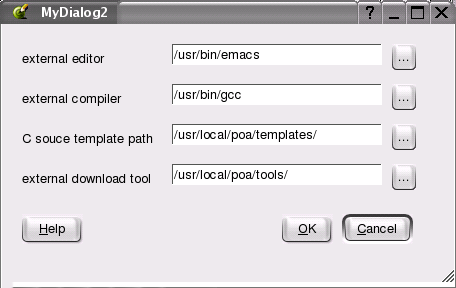 MyDialog2
external editor /usr/bin/emacs ...
external compiler /usr/bin/gcc ...
C souce template path /usr/local/poa/templates/ ...
external download tool /usr/local/poa/tools/ ...
Help OK Cancel